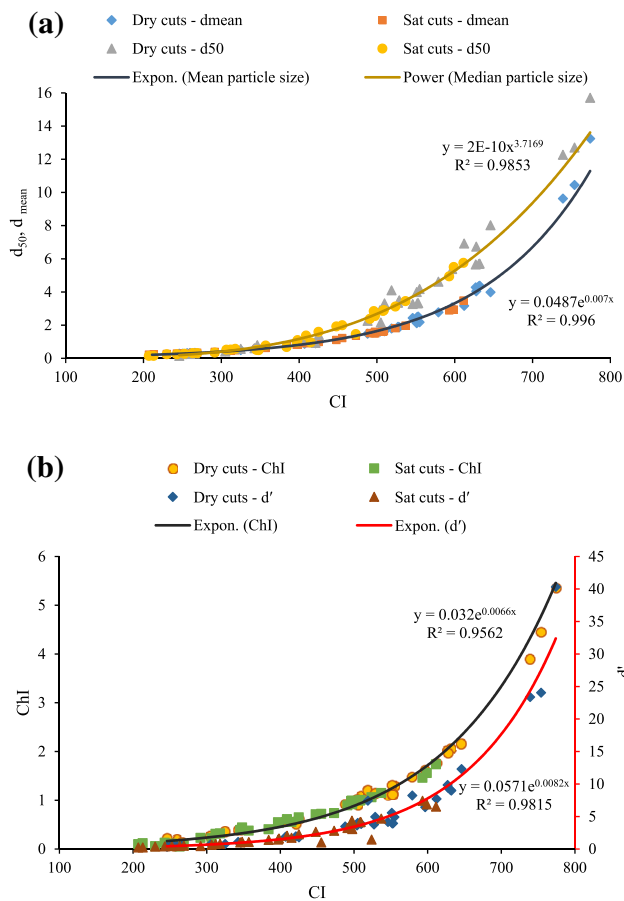 (a)
Dry cuts - dmean
Sat cuts - dmean
Dry cuts - d50
Sat cuts - d50
Expon. (Mean particle size)
Power (Median particle size)
16
14
12
10
8
6
4
2
0
d50, d mean
y = 2E-10x^3.7169
R² = 0.9853
y = 0.0487e^0.007x
R² = 0.996
100 200 300 400 500 600 700 800
CI
(b)
Dry cuts - ChI
Sat cuts - ChI
Dry cuts - d′
Sat cuts - d′
Expon. (ChI)
Expon. (d′)
6
5
4
3
2
1
0
ChI
y = 0.032e^0.0066x
R² = 0.9562
y = 0.0571e^0.0082x
R² = 0.9815
45
40
35
30
25
20
15
10
5
0
d′
0 100 200 300 400 500 600 700 800
CI